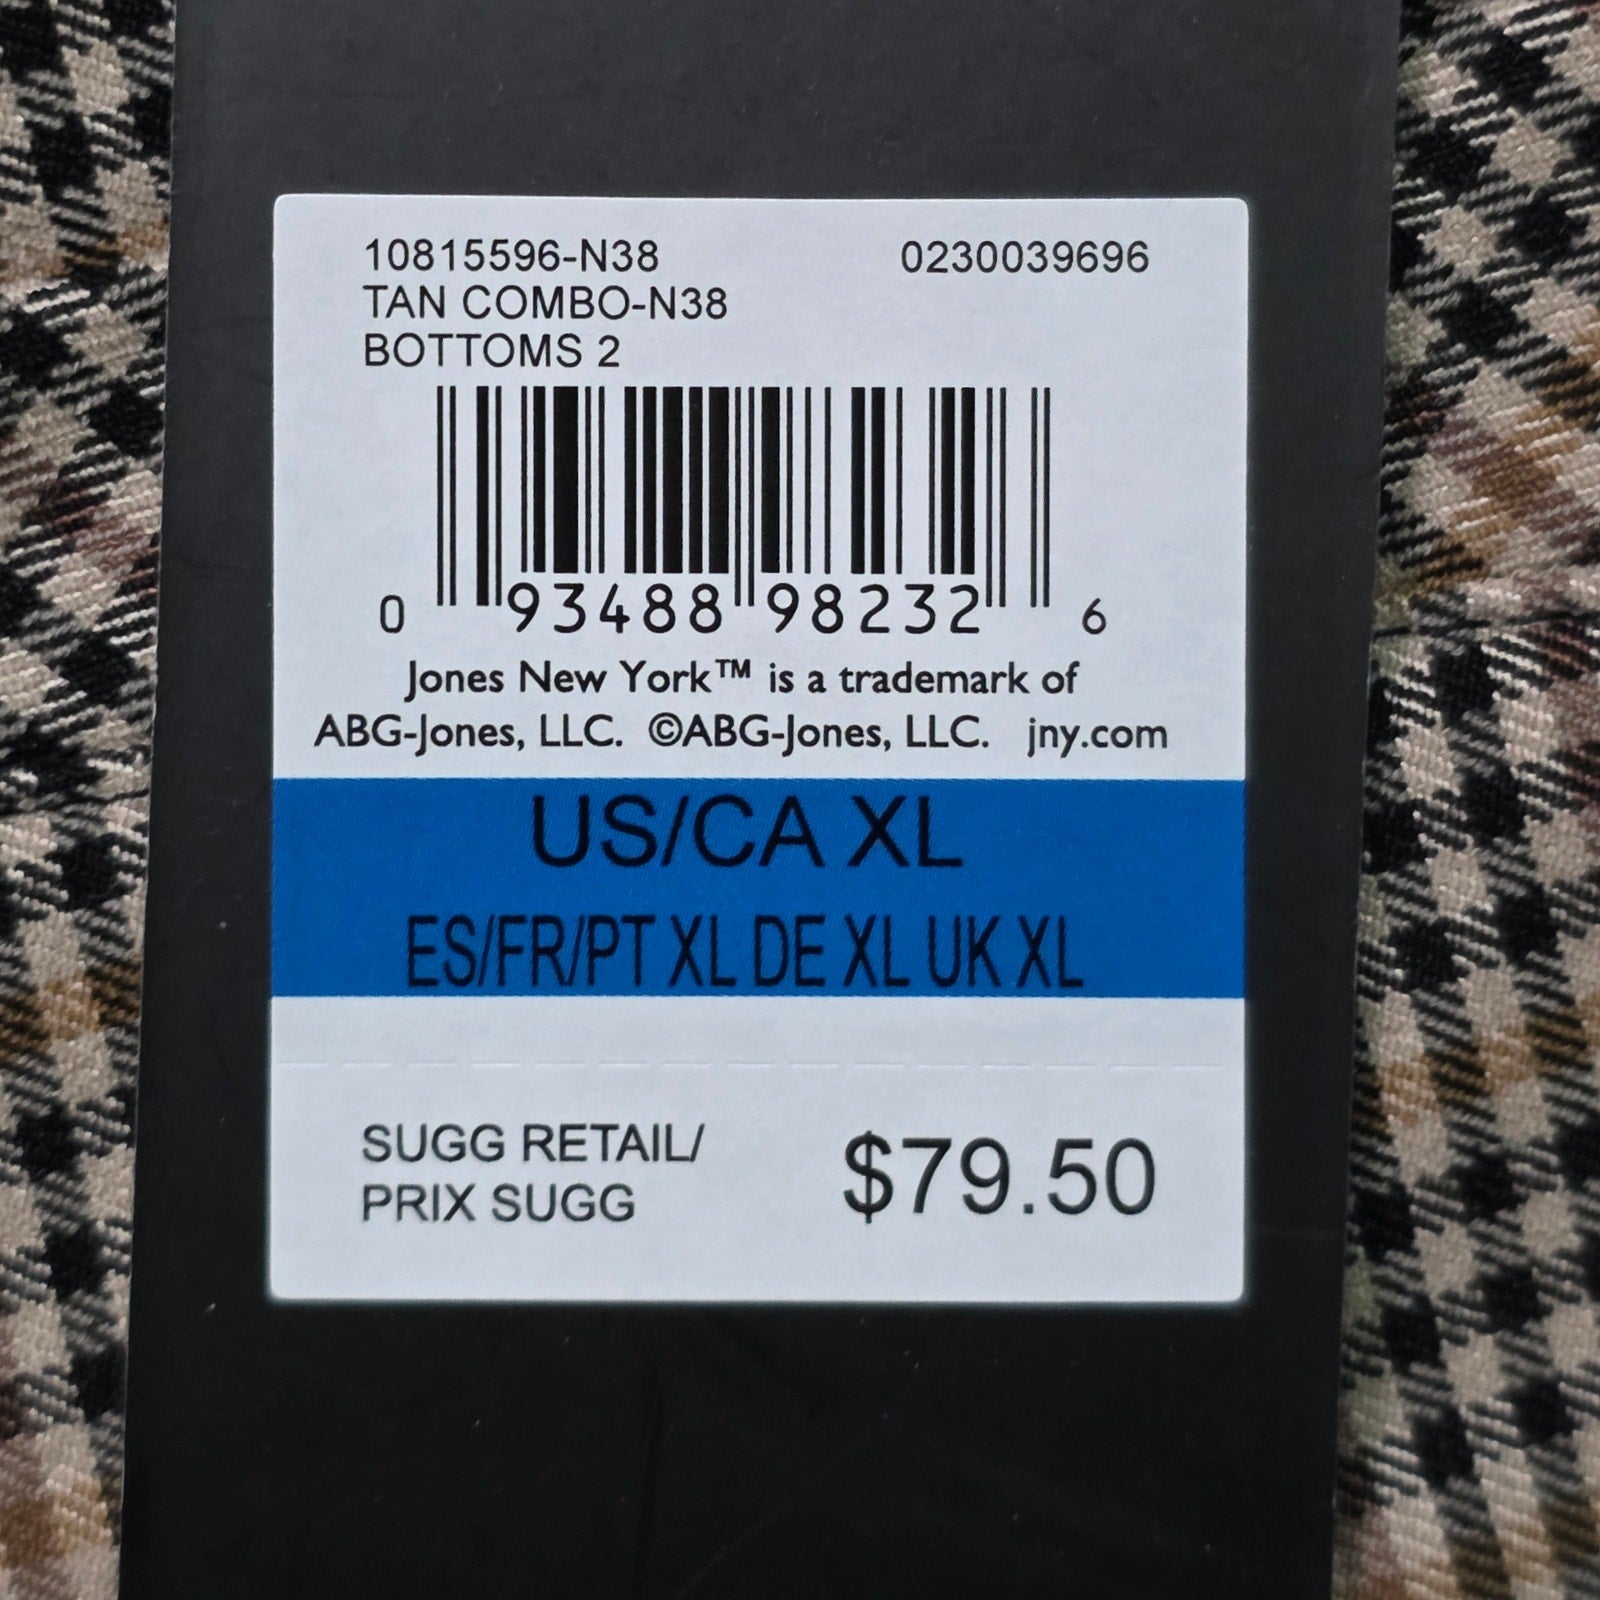 10815596-N38 0230039696
TAN COMBO-N38
BOTTOMS 2
0 93488 98232 6
Jones New York™ is a trademark of
ABG-Jones, LLC. ©ABG-Jones, LLC. jny.com
US/CA XL
ES/FR/PT XL DE XL UK XL
SUGG RETAIL/
PRIX SUGG
$79.50